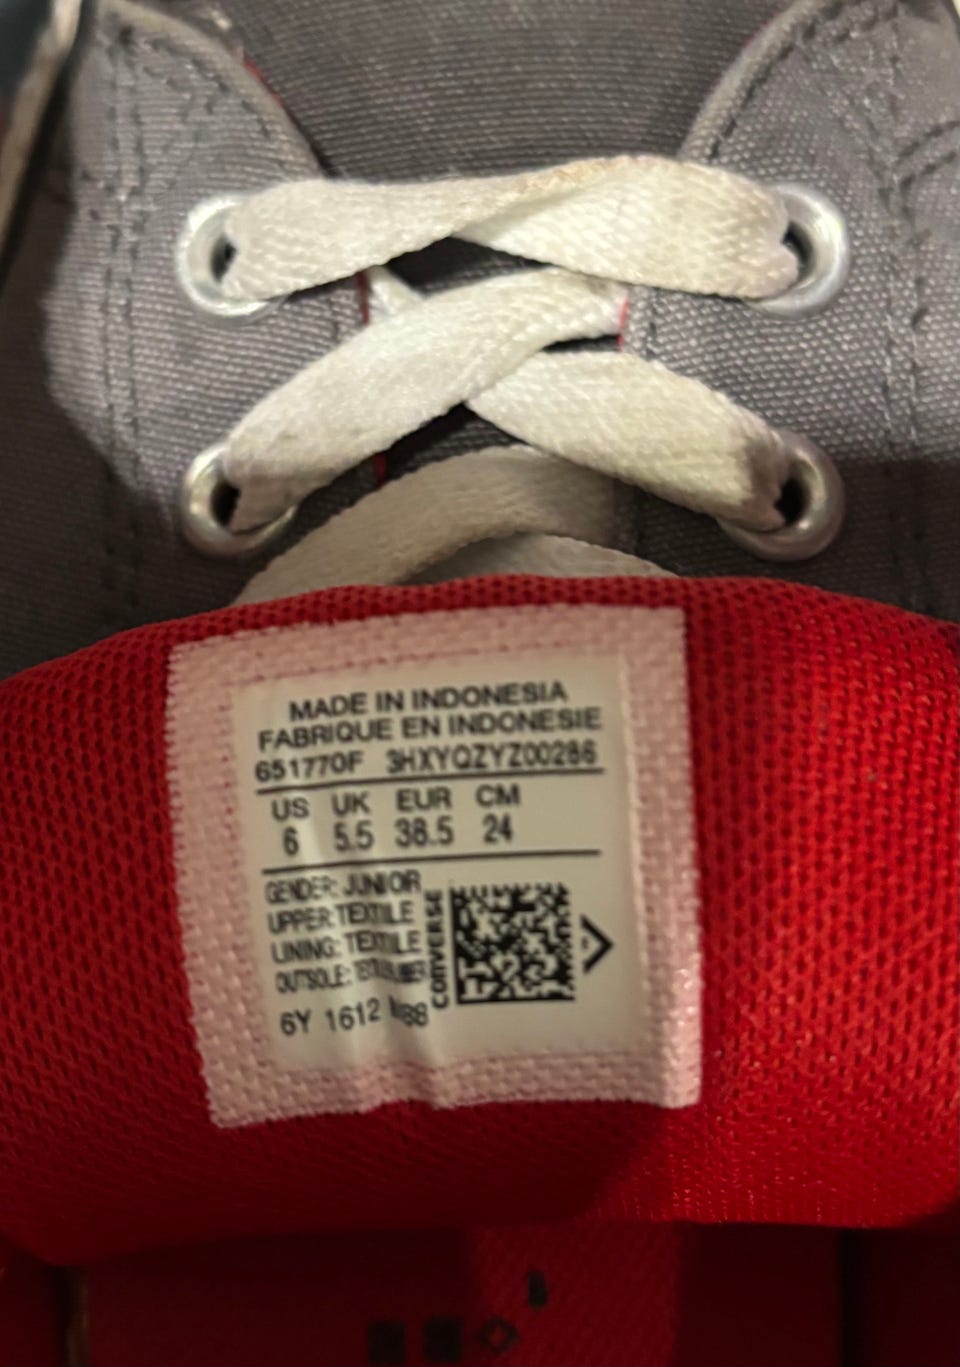 MADE IN INDONESIA
FABRIQUE EN INDONESIE
651770F 3HXYQZYZ00286
US UK EUR CM
6 5.5 38.5 24
GENDER: JUNIOR
UPPER: TEXTILE
LINING: TEXTILE
OUTSOLE:
6Y 1612
CONVERSE